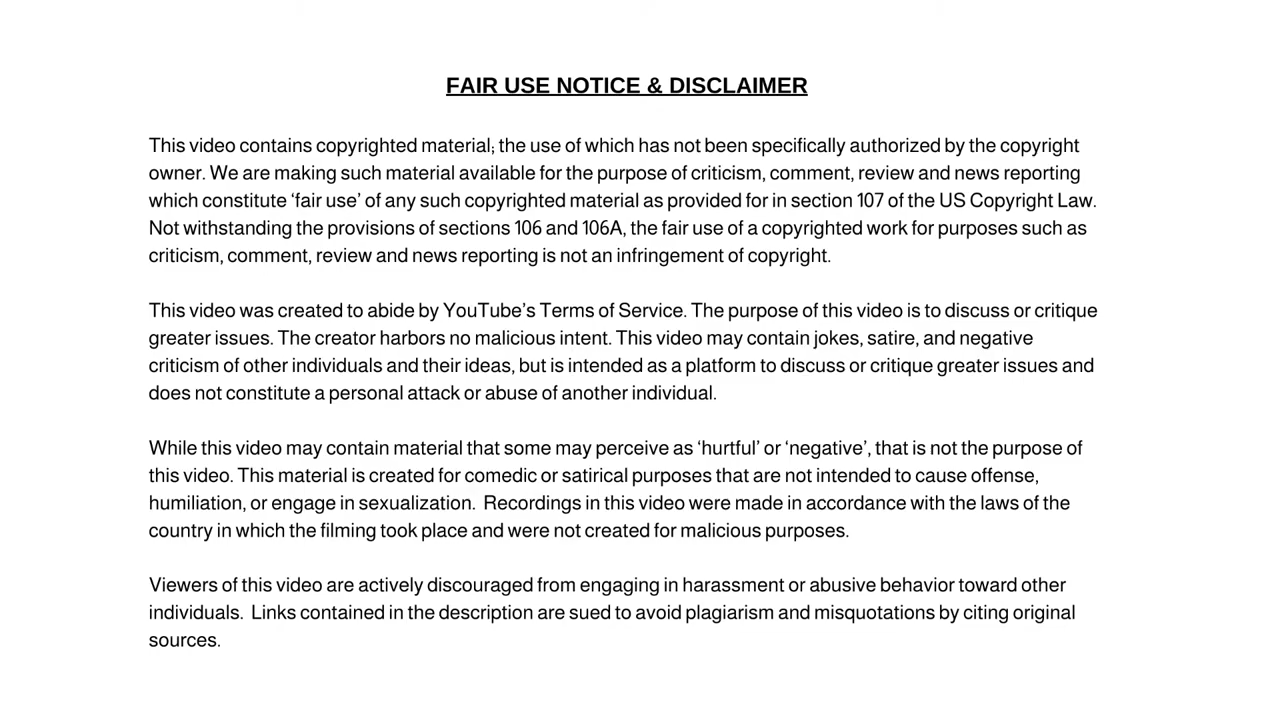 FAIR USE NOTICE & DISCLAIMER
This video contains copyrighted material; the use of which has not been specifically authorized by the copyright
owner. We are making such material available for the purpose of criticism, comment, review and news reporting
which constitute ‘fair use’ of any such copyrighted material as provided for in section 107 of the US Copyright Law.
Not withstanding the provisions of sections 106 and 106A, the fair use of a copyrighted work for purposes such as
criticism, comment, review and news reporting is not an infringement of copyright.
This video was created to abide by YouTube’s Terms of Service. The purpose of this video is to discuss or critique
greater issues. The creator harbors no malicious intent. This video may contain jokes, satire, and negative
criticism of other individuals and their ideas, but is intended as a platform to discuss or critique greater issues and
does not constitute a personal attack or abuse of another individual.
While this video may contain material that some may perceive as ‘hurtful’ or ‘negative’, that is not the purpose of
this video. This material is created for comedic or satirical purposes that are not intended to cause offense,
humiliation, or engage in sexualization.  Recordings in this video were made in accordance with the laws of the
country in which the filming took place and were not created for malicious purposes.
Viewers of this video are actively discouraged from engaging in harassment or abusive behavior toward other
individuals.  Links contained in the description are sued to avoid plagiarism and misquotations by citing original
sources.